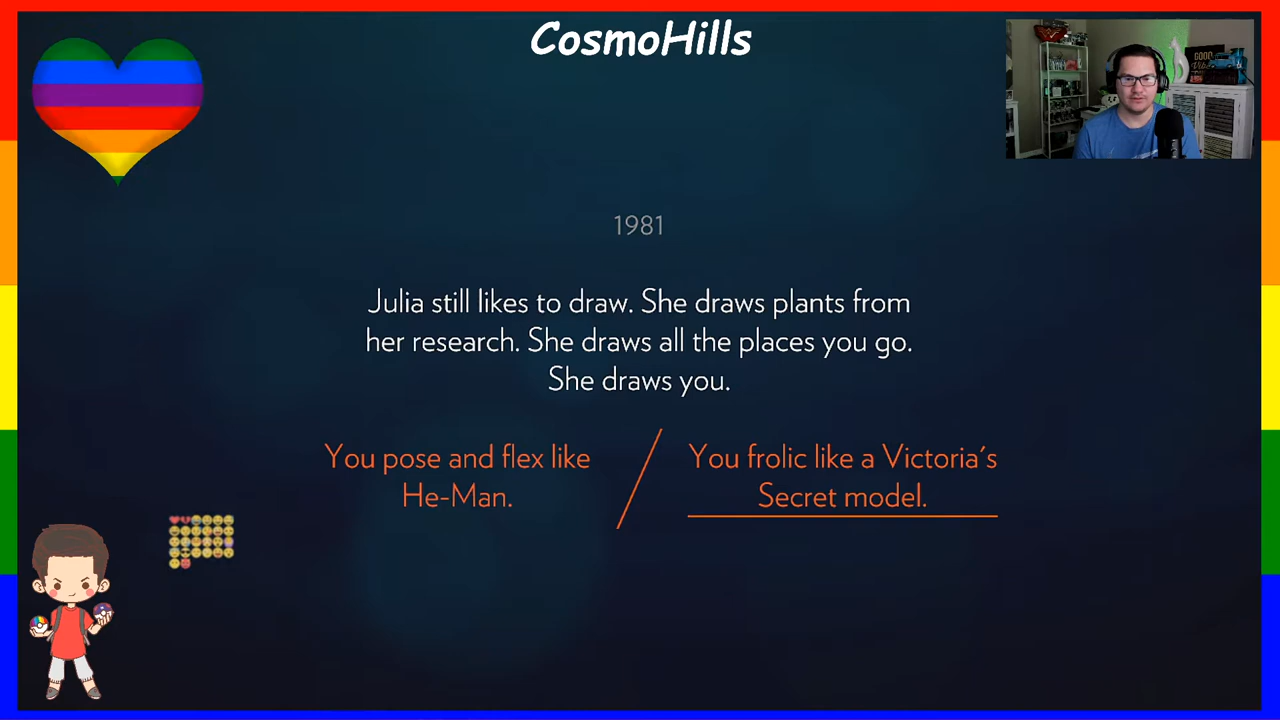 CosmoHills
GOOD
1981
Julia still likes to draw. She draws plants from
her research. She draws all the places you go.
She draws you.
You pose and flex like
He-Man.
You frolic like a Victoria's
Secret model.